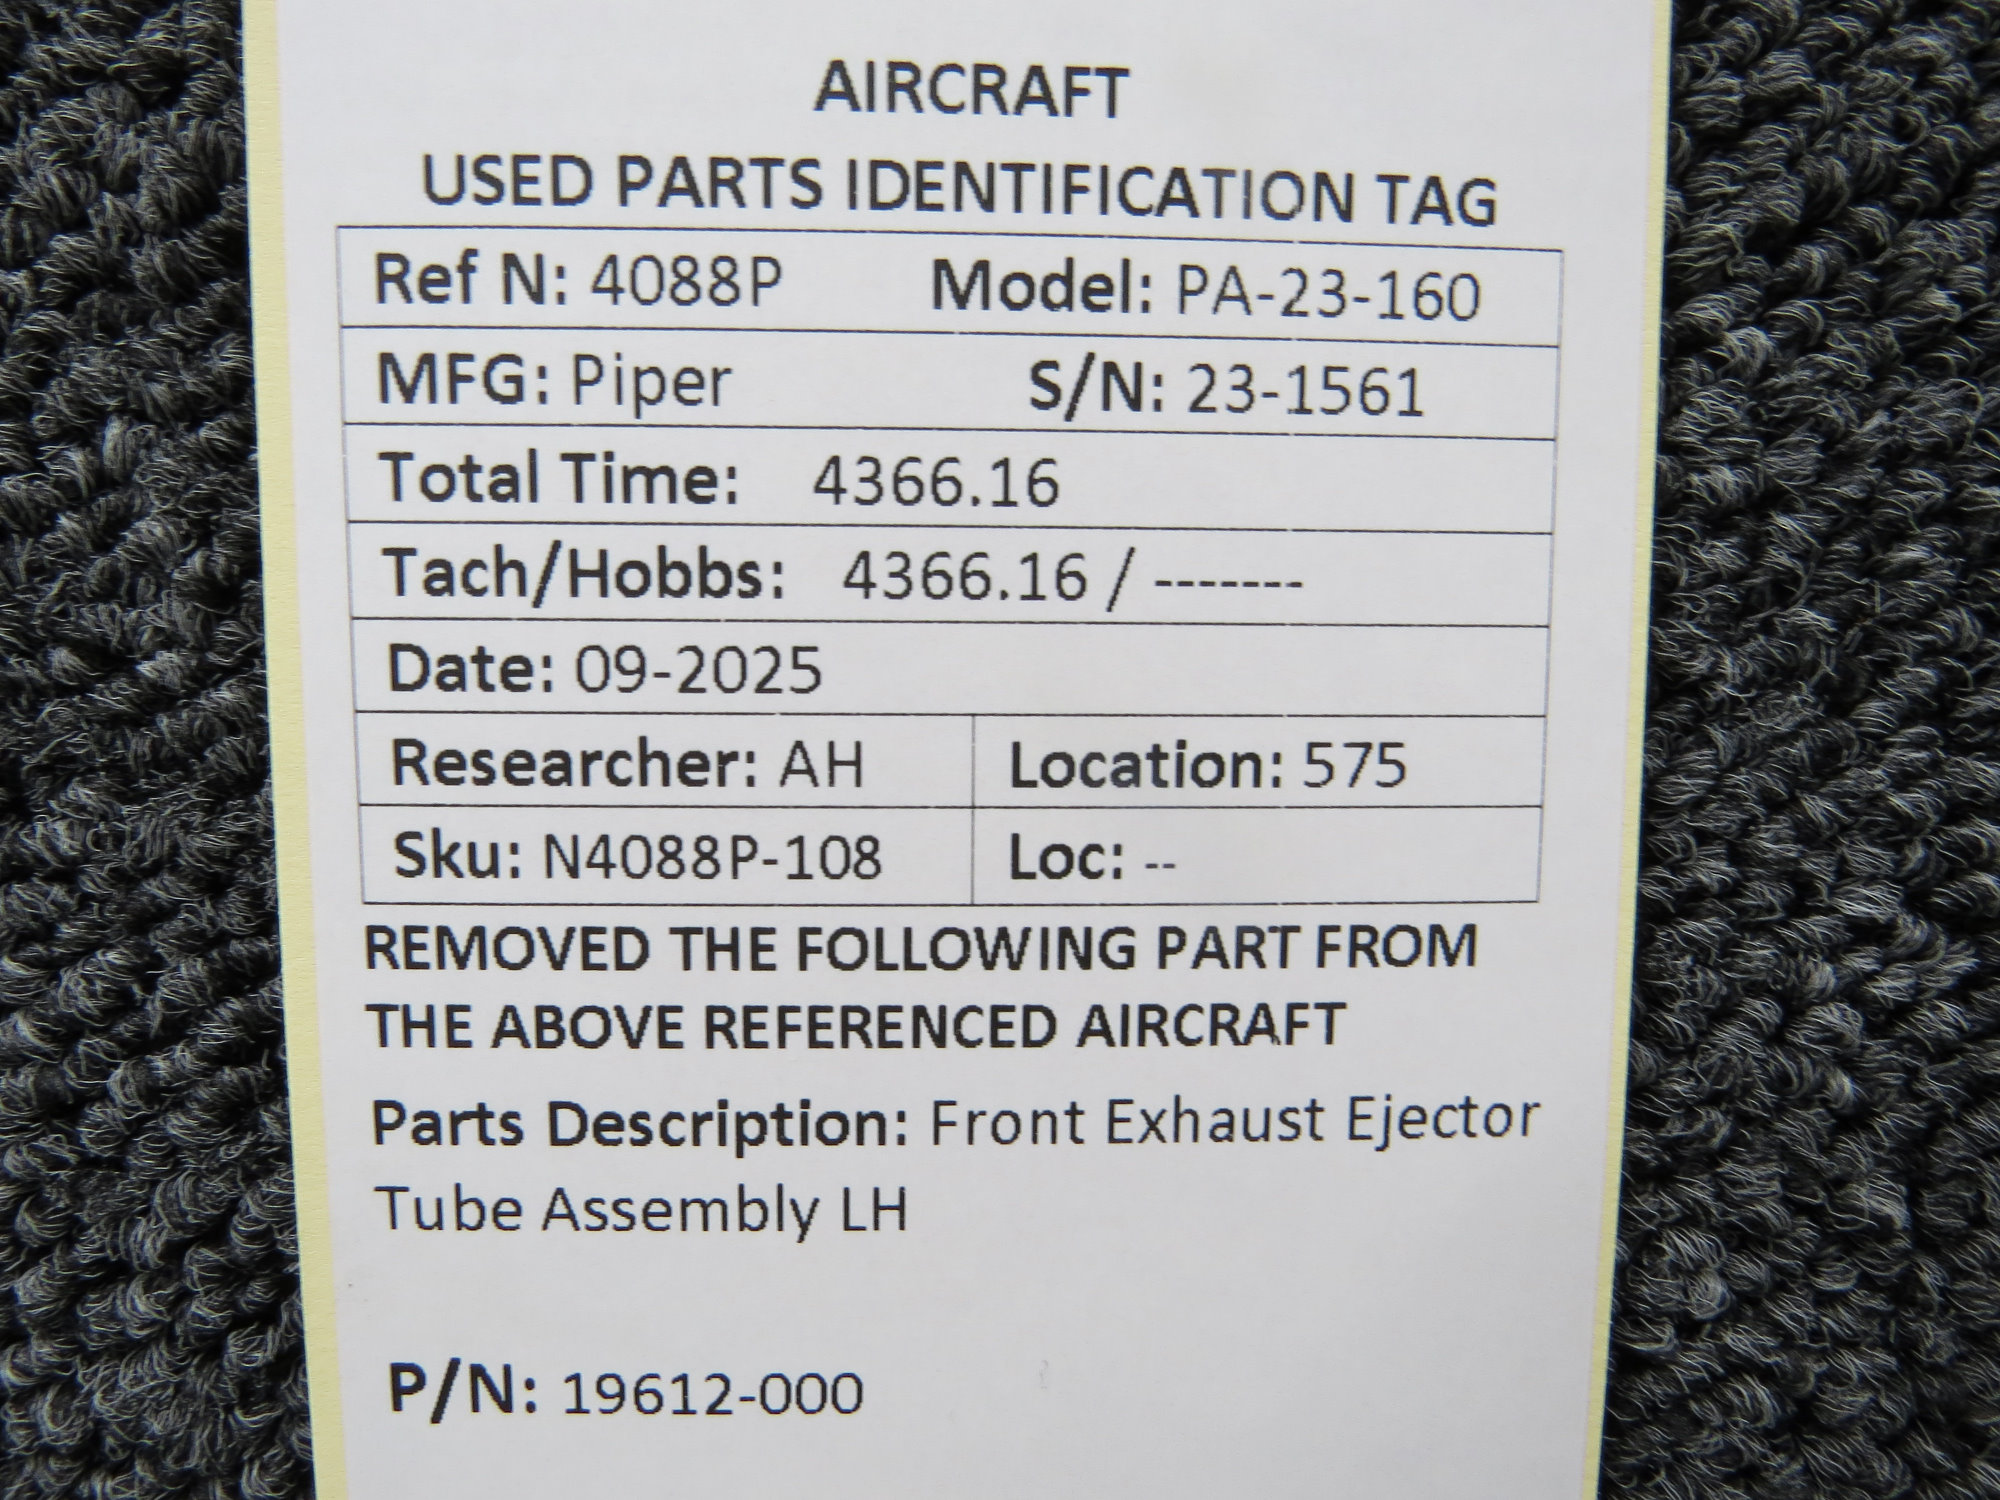 AIRCRAFT
USED PARTS IDENTIFICATION TAG
Ref N: 4088P Model: PA-23-160
MFG: Piper S/N: 23-1561
Total Time: 4366.16
Tach/Hobbs: 4366.16 / -------
Date: 09-2025
Researcher: AH Location: 575
Sku: N4088P-108 Loc: --
REMOVED THE FOLLOWING PART FROM
THE ABOVE REFERENCED AIRCRAFT
Parts Description: Front Exhaust Ejector
Tube Assembly LH
P/N: 19612-000